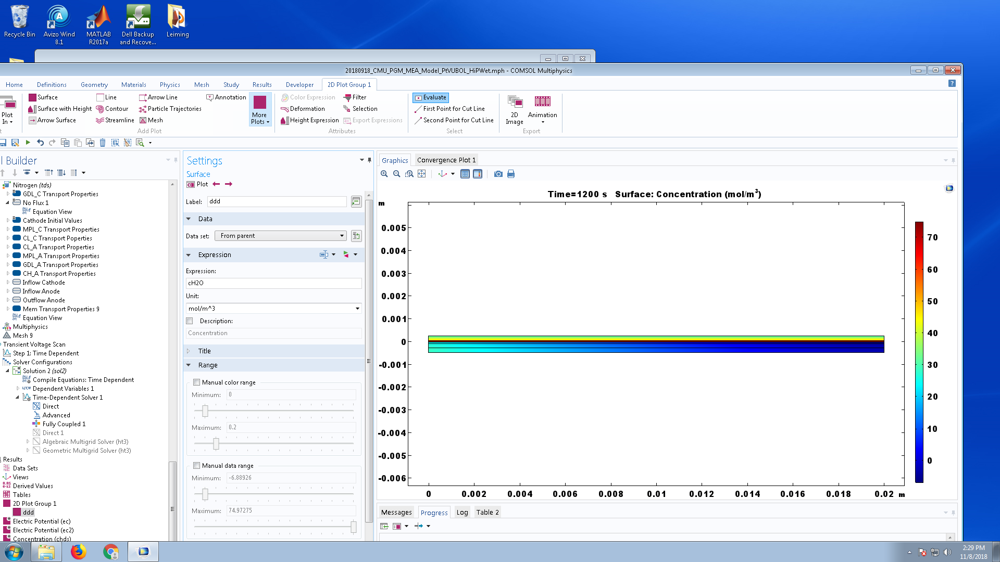 Recycle Bin
Avizo Wind 8.1
MATLAB R2017a
Dell Backup and Recove...
Leiming
20180918_CMU_PGM_MEA_Model_PtVUBOL_HiPWet.mph - COMSOL Multiphysics
Home Definitions Geometry Materials Physics Mesh Study Results Developer 2D Plot Group 1
Plot In
Surface Line Arrow Line Annotation
Surface with Height Contour Particle Trajectories
Arrow Surface Streamline Mesh
Add Plot
More Plots
Color Expression Filter
Deformation Selection
Height Expression Export Expressions
Attributes
Evaluate
First Point for Cut Line
Second Point for Cut Line
Select
2D Image
Animation
Export
l Builder
Nitrogen (tds)
GDL_C Transport Properties
No Flux 1
Equation View
Cathode Initial Values
MPL_C Transport Properties
CL_C Transport Poperties
CL_A Transport Properties
MPL_A Transport Properties
GDL_A Transport Properties
CH_A Transport Properties
Inflow Cathode
Inflow Anode
Outflow Anode
Mem Transport Properties 9
Equation View
Multiphysics
Mesh 9
Transient Voltage Scan
Step 1: Time Dependent
Solver Configurations
Solution 2 (sol2)
Compile Equations: Time Dependent
Dependent Variables 1
Time-Dependent Solver 1
Direct
Advanced
Fully Coupled 1
Direct 1
Algebraic Multigrid Solver (ht3)
Geometric Multigrid Solver (ht3)
Results
Data Sets
Views
Derived Values
Tables
2D Plot Group 1
ddd
Electric Potential (ec)
Electric Potential (ec2)
Concentration (chds)
Settings
Surface
Plot
Label: ddd
Data
Data set: From parent
Expression
Expression:
cH2O
Unit:
mol/m^3
Description:
Concentration
Title
Range
Manual color range
Minimum: 0
Maximum: 0.2
Manual data range
Minimum: -6.88926
Maximum: 74.97275
Graphics Convergence Plot 1
Time=1200 s Surface: Concentration (mol/m³)
m
0.005
0.004
0.003
0.002
0.001
0
-0.001
-0.002
-0.003
-0.004
-0.005
-0.006
0 0.002 0.004 0.006 0.008 0.01 0.012 0.014 0.016 0.018 0.02 m
70
60
50
40
30
20
10
0
Messages Progress Log Table 2
2:29 PM
11/8/2018